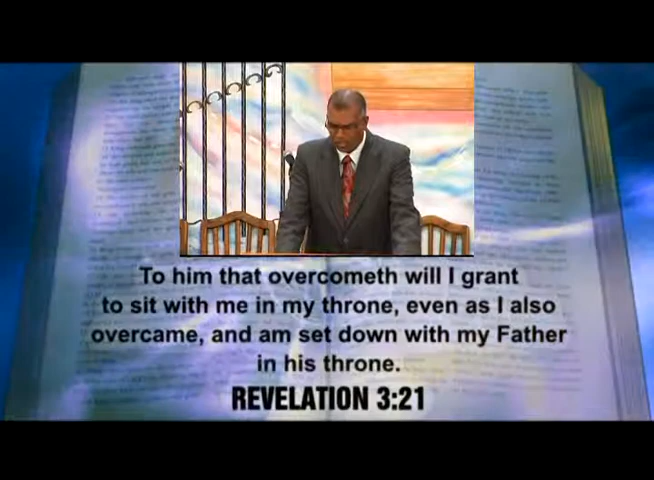 To him that overcometh will I grant
to sit with me in my throne, even as I also
overcame, and am set down with my Father
in his throne.
REVELATION 3:21